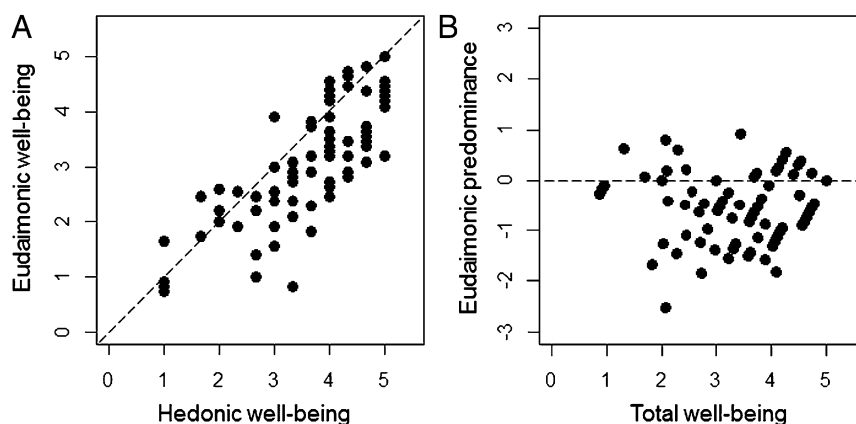 A
Eudaimonic well-being
5
4
3
2
1
0
0 1 2 3 4 5
Hedonic well-being
B
Eudaimonic predominance
3
2
1
0
-1
-2
-3
0 1 2 3 4 5
Total well-being